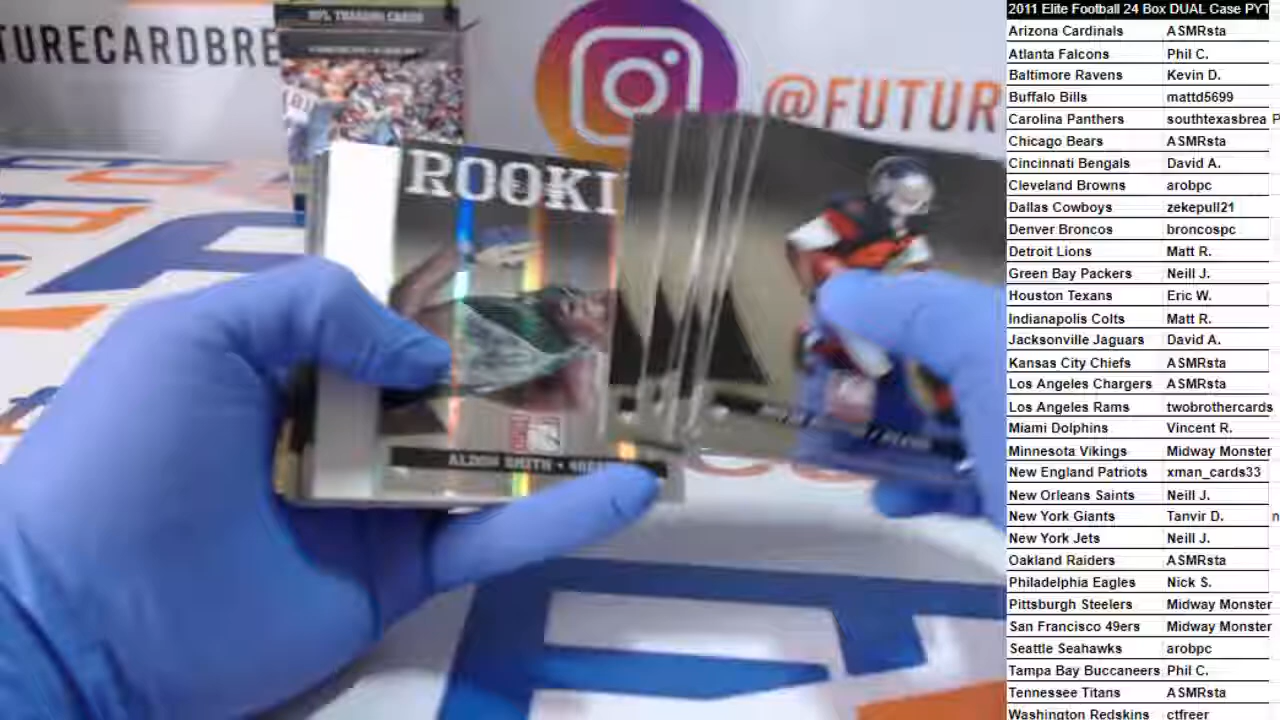 NFL TRADING CARDS
TURECARDBRE
@FUTUR
ROOKI
ALDON SMITH • 49E
2011 Elite Football 24 Box DUAL Case PYT
Arizona Cardinals ASMRsta
Atlanta Falcons Phil C.
Baltimore Ravens Kevin D.
Buffalo Bills mattd5699
Carolina Panthers southtexasbrea P
Chicago Bears ASMRsta
Cincinnati Bengals David A.
Cleveland Browns arobpc
Dallas Cowboys zekepull21
Denver Broncos broncospc
Detroit Lions Matt R.
Green Bay Packers Neill J.
Houston Texans Eric W.
Indianapolis Colts Matt R.
Jacksonville Jaguars David A.
Kansas City Chiefs ASMRsta
Los Angeles Chargers ASMRsta
Los Angeles Rams twobrothercards
Miami Dolphins Vincent R.
Minnesota Vikings Midway Monster
New England Patriots xman_cards33
New Orleans Saints Neill J.
New York Giants Tanvir D. n
New York Jets Neill J.
Oakland Raiders ASMRsta
Philadelphia Eagles Nick S.
Pittsburgh Steelers Midway Monster
San Francisco 49ers Midway Monster
Seattle Seahawks arobpc
Tampa Bay Buccaneers Phil C.
Tennessee Titans ASMRsta
Washington Redskins ctfreer